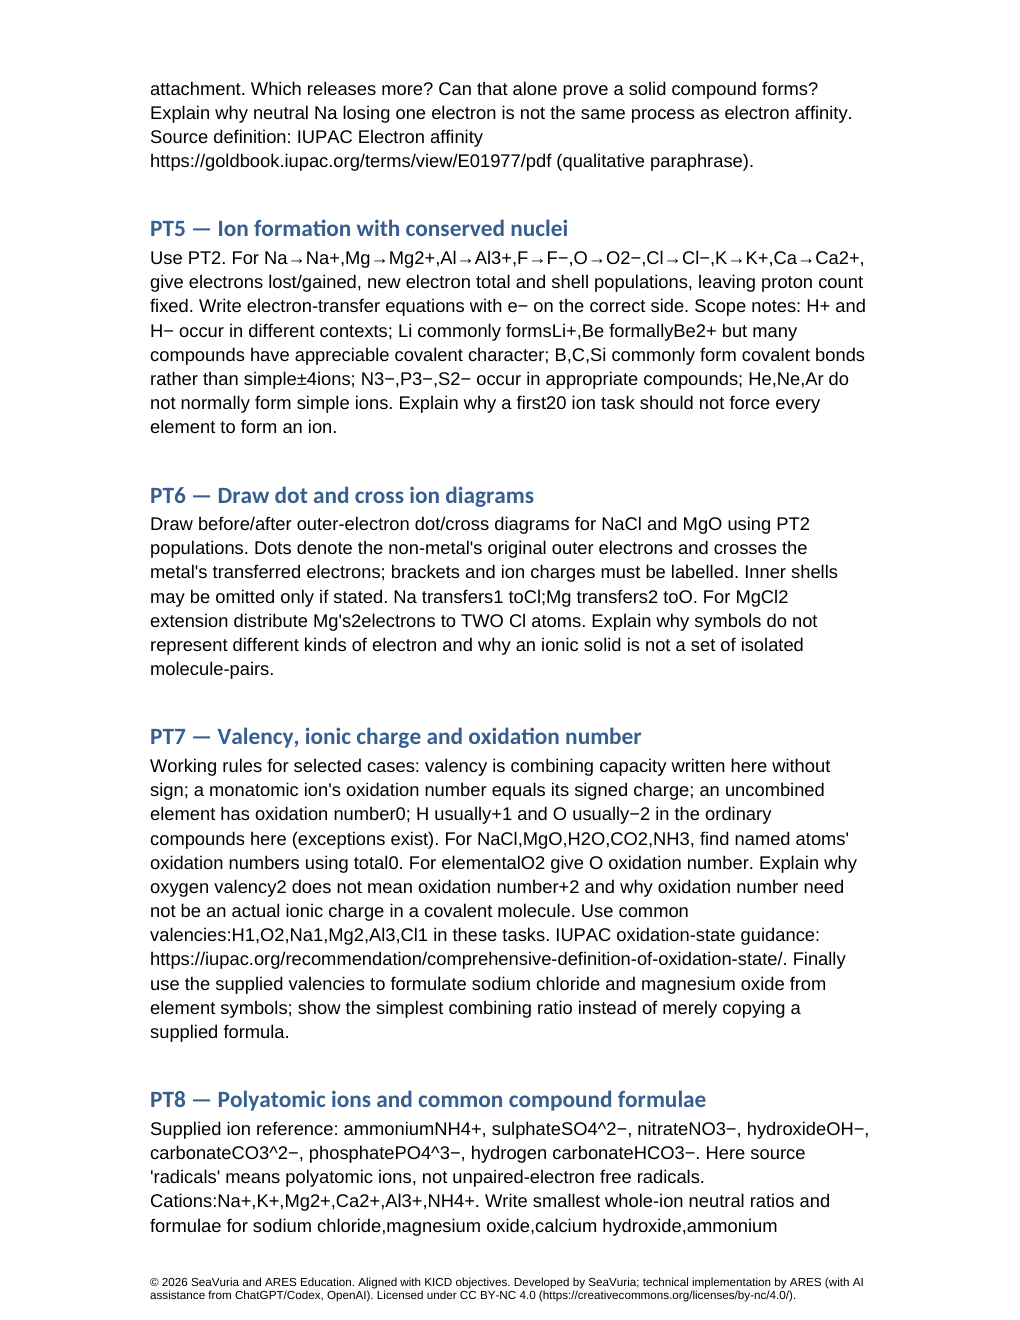 attachment. Which releases more? Can that alone prove a solid compound forms?
Explain why neutral Na losing one electron is not the same process as electron affinity.
Source definition: IUPAC Electron affinity
https://goldbook.iupac.org/terms/view/E01977/pdf (qualitative paraphrase).
PT5 — Ion formation with conserved nuclei
Use PT2. For Na→Na+,Mg→Mg2+,Al→Al3+,F→F−,O→O2−,Cl→Cl−,K→K+,Ca→Ca2+,
give electrons lost/gained, new electron total and shell populations, leaving proton count
fixed. Write electron-transfer equations with e− on the correct side. Scope notes: H+ and
H− occur in different contexts; Li commonly formsLi+,Be formallyBe2+ but many
compounds have appreciable covalent character; B,C,Si commonly form covalent bonds
rather than simple±4ions; N3−,P3−,S2− occur in appropriate compounds; He,Ne,Ar do
not normally form simple ions. Explain why a first20 ion task should not force every
element to form an ion.
PT6 — Draw dot and cross ion diagrams
Draw before/after outer-electron dot/cross diagrams for NaCl and MgO using PT2
populations. Dots denote the non-metal's original outer electrons and crosses the
metal's transferred electrons; brackets and ion charges must be labelled. Inner shells
may be omitted only if stated. Na transfers1 toCl;Mg transfers2 toO. For MgCl2
extension distribute Mg's2electrons to TWO Cl atoms. Explain why symbols do not
represent different kinds of electron and why an ionic solid is not a set of isolated
molecule-pairs.
PT7 — Valency, ionic charge and oxidation number
Working rules for selected cases: valency is combining capacity written here without
sign; a monatomic ion's oxidation number equals its signed charge; an uncombined
element has oxidation number0; H usually+1 and O usually−2 in the ordinary
compounds here (exceptions exist). For NaCl,MgO,H2O,CO2,NH3, find named atoms'
oxidation numbers using total0. For elementalO2 give O oxidation number. Explain why
oxygen valency2 does not mean oxidation number+2 and why oxidation number need
not be an actual ionic charge in a covalent molecule. Use common
valencies:H1,O2,Na1,Mg2,Al3,Cl1 in these tasks. IUPAC oxidation-state guidance:
https://iupac.org/recommendation/comprehensive-definition-of-oxidation-state/. Finally
use the supplied valencies to formulate sodium chloride and magnesium oxide from
element symbols; show the simplest combining ratio instead of merely copying a
supplied formula.
PT8 — Polyatomic ions and common compound formulae
Supplied ion reference: ammoniumNH4+, sulphateSO4^2−, nitrateNO3−, hydroxideOH−,
carbonateCO3^2−, phosphatePO4^3−, hydrogen carbonateHCO3−. Here source
'radicals' means polyatomic ions, not unpaired-electron free radicals.
Cations:Na+,K+,Mg2+,Ca2+,Al3+,NH4+. Write smallest whole-ion neutral ratios and
formulae for sodium chloride,magnesium oxide,calcium hydroxide,ammonium
© 2026 SeaVuria and ARES Education. Aligned with KICD objectives. Developed by SeaVuria; technical implementation by ARES (with AI
assistance from ChatGPT/Codex, OpenAI). Licensed under CC BY-NC 4.0 (https://creativecommons.org/licenses/by-nc/4.0/).